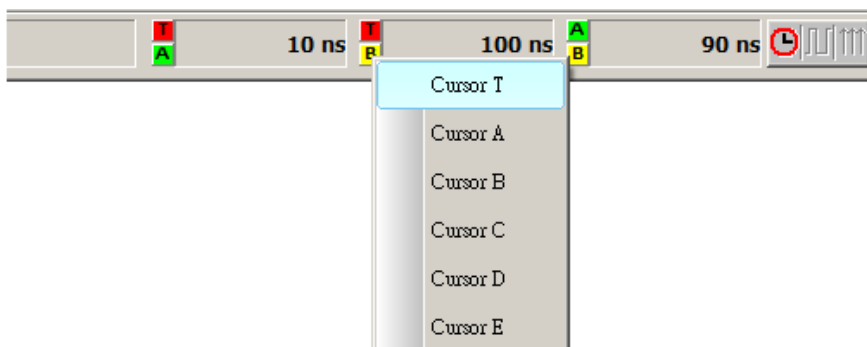 T A 10 ns T B 100 ns A B 90 ns
Cursor T
Cursor A
Cursor B
Cursor C
Cursor D
Cursor E